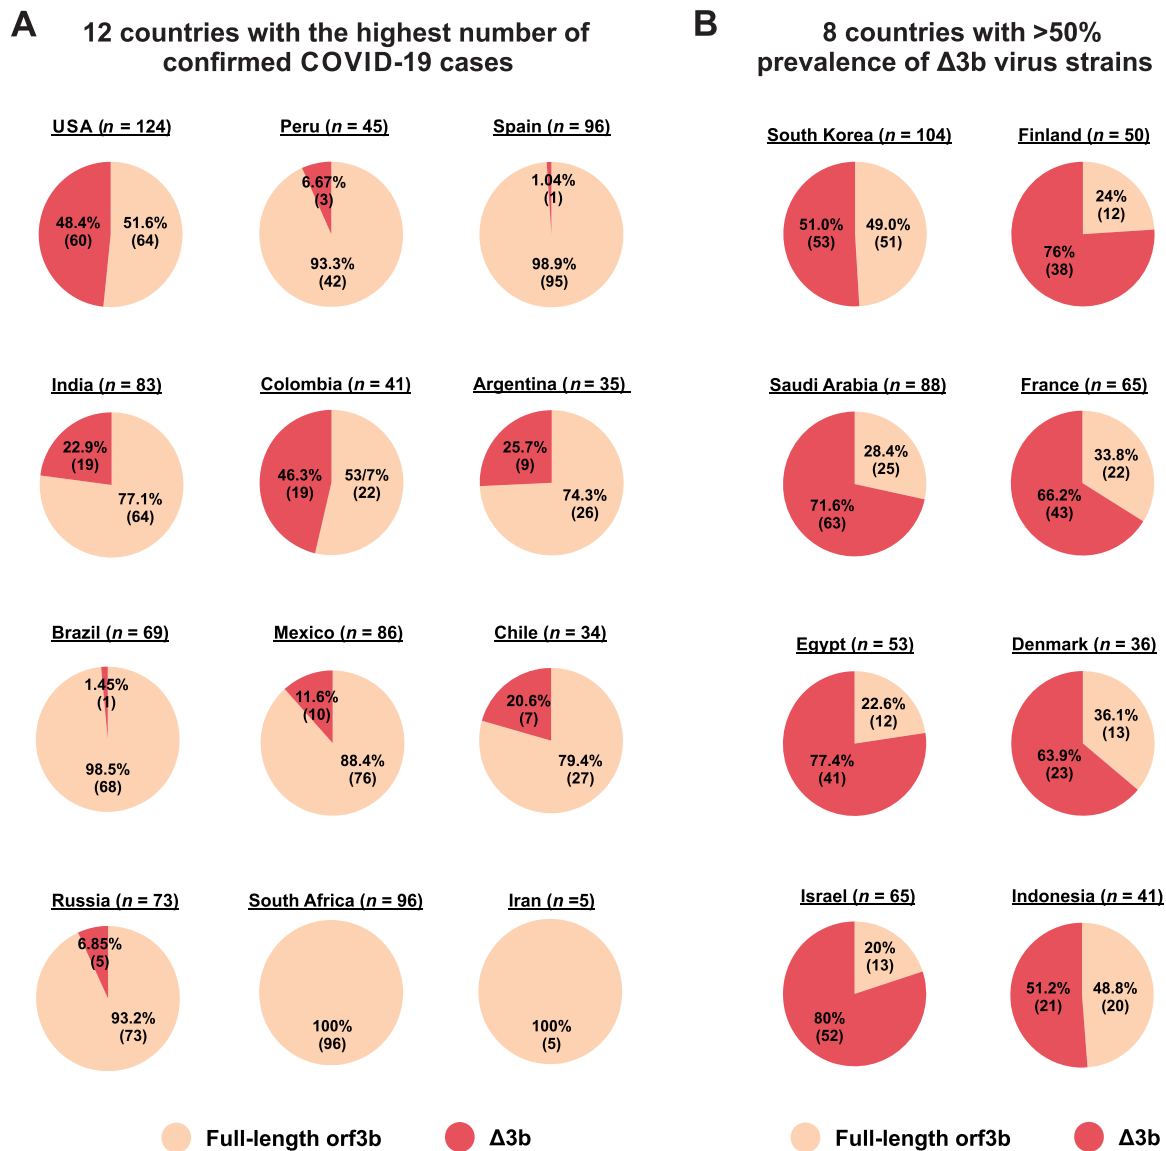 A
12 countries with the highest number of
confirmed COVID-19 cases
USA (n = 124)
48.4%
(60)
51.6%
(64)
Peru (n = 45)
6.67%
(3)
93.3%
(42)
Spain (n = 96)
1.04%
(1)
98.9%
(95)
India (n = 83)
22.9%
(19)
77.1%
(64)
Colombia (n = 41)
46.3%
(19)
53/7%
(22)
Argentina (n = 35)
25.7%
(9)
74.3%
(26)
Brazil (n = 69)
1.45%
(1)
98.5%
(68)
Mexico (n = 86)
11.6%
(10)
88.4%
(76)
Chile (n = 34)
20.6%
(7)
79.4%
(27)
Russia (n = 73)
6.85%
(5)
93.2%
(73)
South Africa (n = 96)
100%
(96)
Iran (n =5)
100%
(5)
Full-length orf3b
Δ3b
B
8 countries with >50%
prevalence of Δ3b virus strains
South Korea (n = 104)
51.0%
(53)
49.0%
(51)
Finland (n = 50)
24%
(12)
76%
(38)
Saudi Arabia (n = 88)
28.4%
(25)
71.6%
(63)
France (n = 65)
33.8%
(22)
66.2%
(43)
Egypt (n = 53)
22.6%
(12)
77.4%
(41)
Denmark (n = 36)
36.1%
(13)
63.9%
(23)
Israel (n = 65)
20%
(13)
80%
(52)
Indonesia (n = 41)
51.2%
(21)
48.8%
(20)
Full-length orf3b
Δ3b